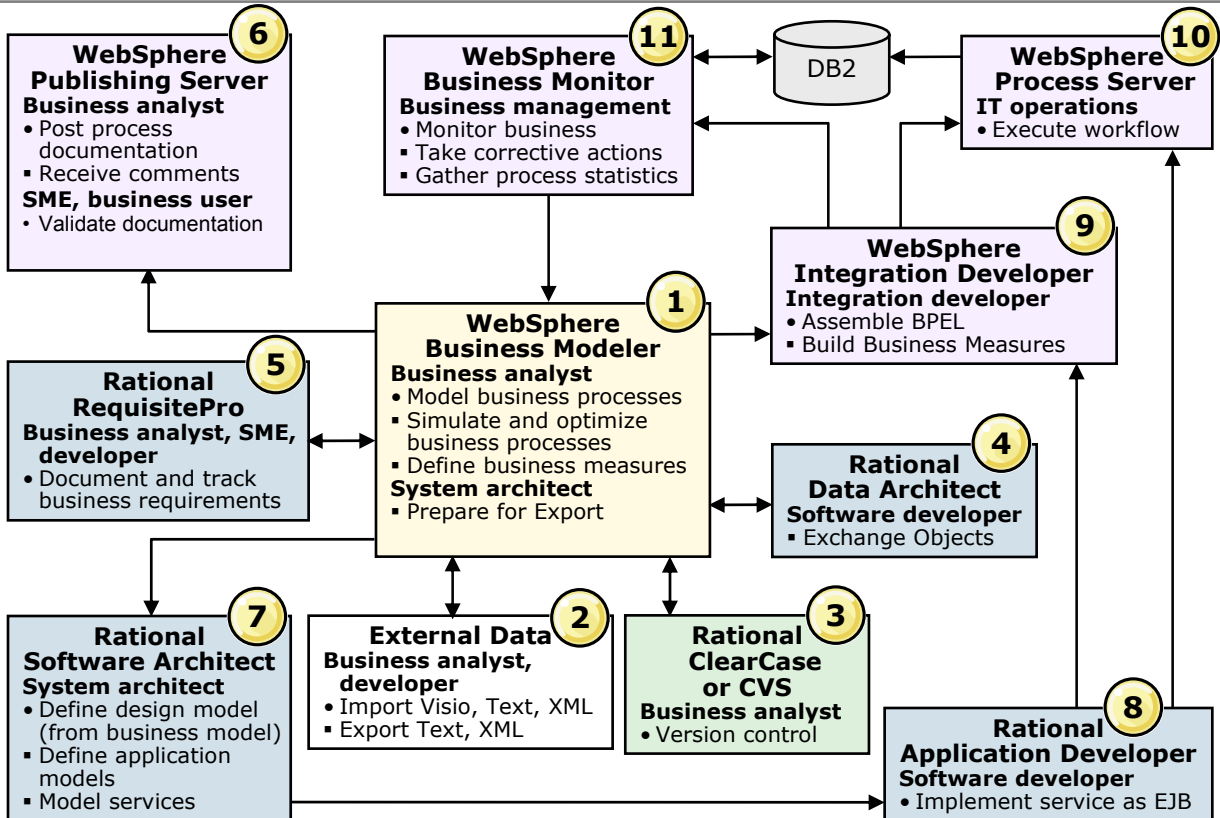 6
WebSphere
Publishing Server
Business analyst
• Post process
documentation
▪ Receive comments
SME, business user
• Validate documentation
11
WebSphere
Business Monitor
Business management
• Monitor business
▪ Take corrective actions
▪ Gather process statistics
DB2
10
WebSphere
Process Server
IT operations
• Execute workflow
9
WebSphere
Integration Developer
Integration developer
• Assemble BPEL
▪ Build Business Measures
1
WebSphere
Business Modeler
Business analyst
• Model business processes
▪ Simulate and optimize
business processes
▪ Define business measures
System architect
▪ Prepare for Export
5
Rational
RequisitePro
Business analyst, SME,
developer
• Document and track
business requirements
4
Rational
Data Architect
Software developer
▪ Exchange Objects
7
Rational
Software Architect
System architect
• Define design model
(from business model)
▪ Define application
models
▪ Model services
2
External Data
Business analyst,
developer
• Import Visio, Text, XML
▪ Export Text, XML
3
Rational
ClearCase
or CVS
Business analyst
• Version control
8
Rational
Application Developer
Software developer
• Implement service as EJB